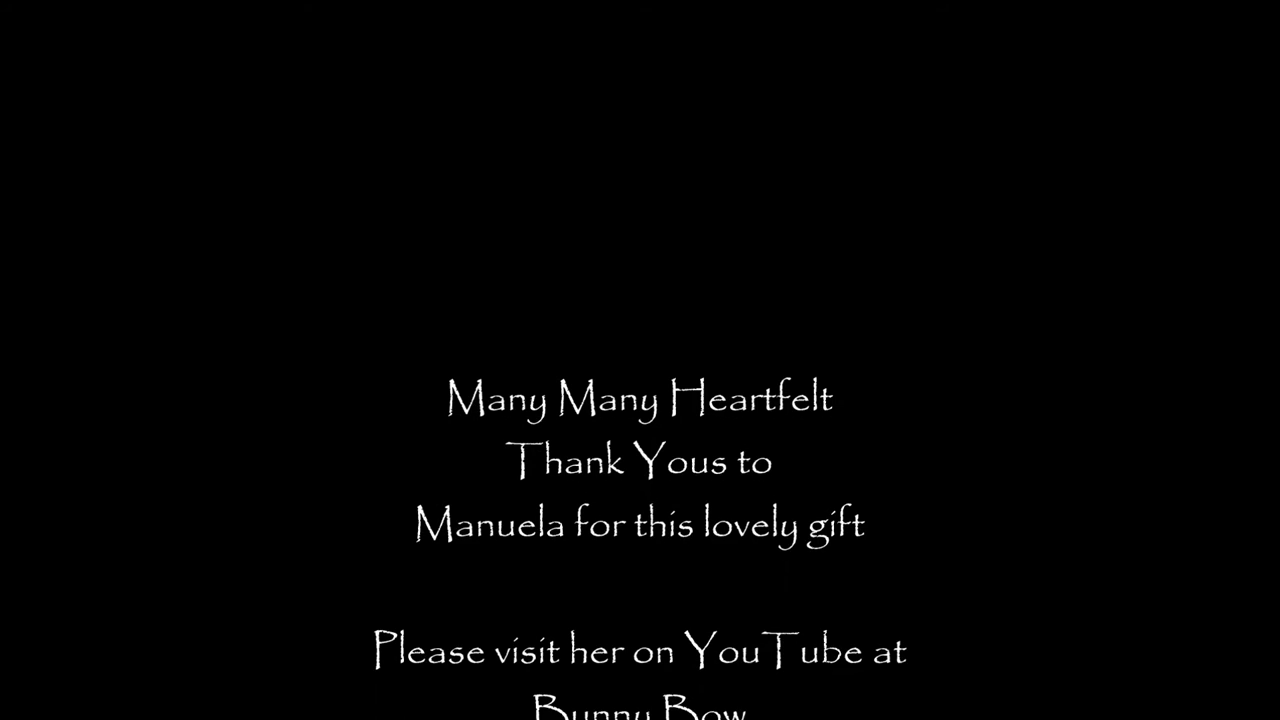 Many Many Heartfelt
Thank Yous to
Manuela for this lovely gift
Please visit her on YouTube at
Bunny Bow